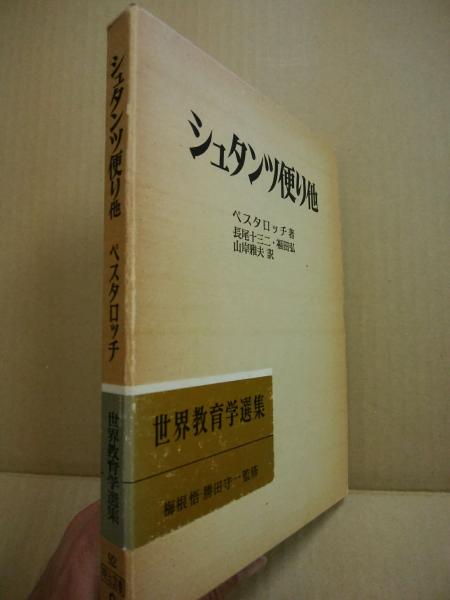 シュタンツ便り他
ペスタロッチ著
長尾十三二・福田弘
山岸雅夫 訳
世界教育学選集
梅根悟・勝田守一監修
シュタンツ便り他 ペスタロッチ
世界教育学選集
92